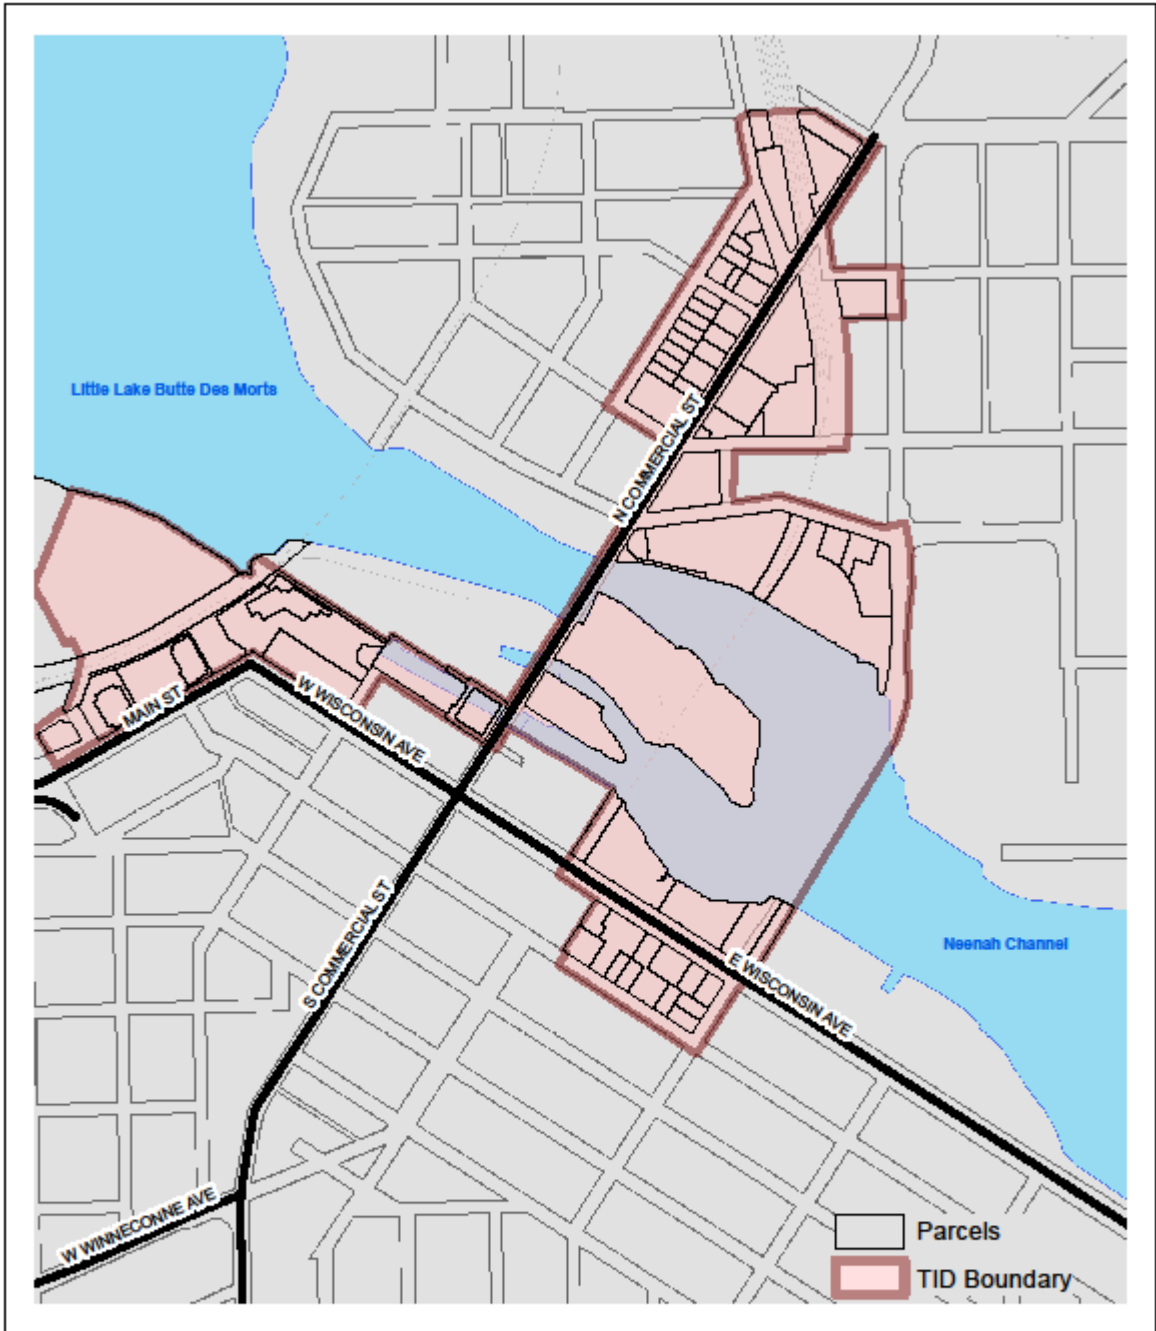 Little Lake Butte Des Morts
N COMMERCIAL ST
MAIN ST
W WISCONSIN AVE
S COMMERCIAL ST
Neenah Channel
E WISCONSIN AVE
W WINNECONNE AVE
Parcels
TID Boundary